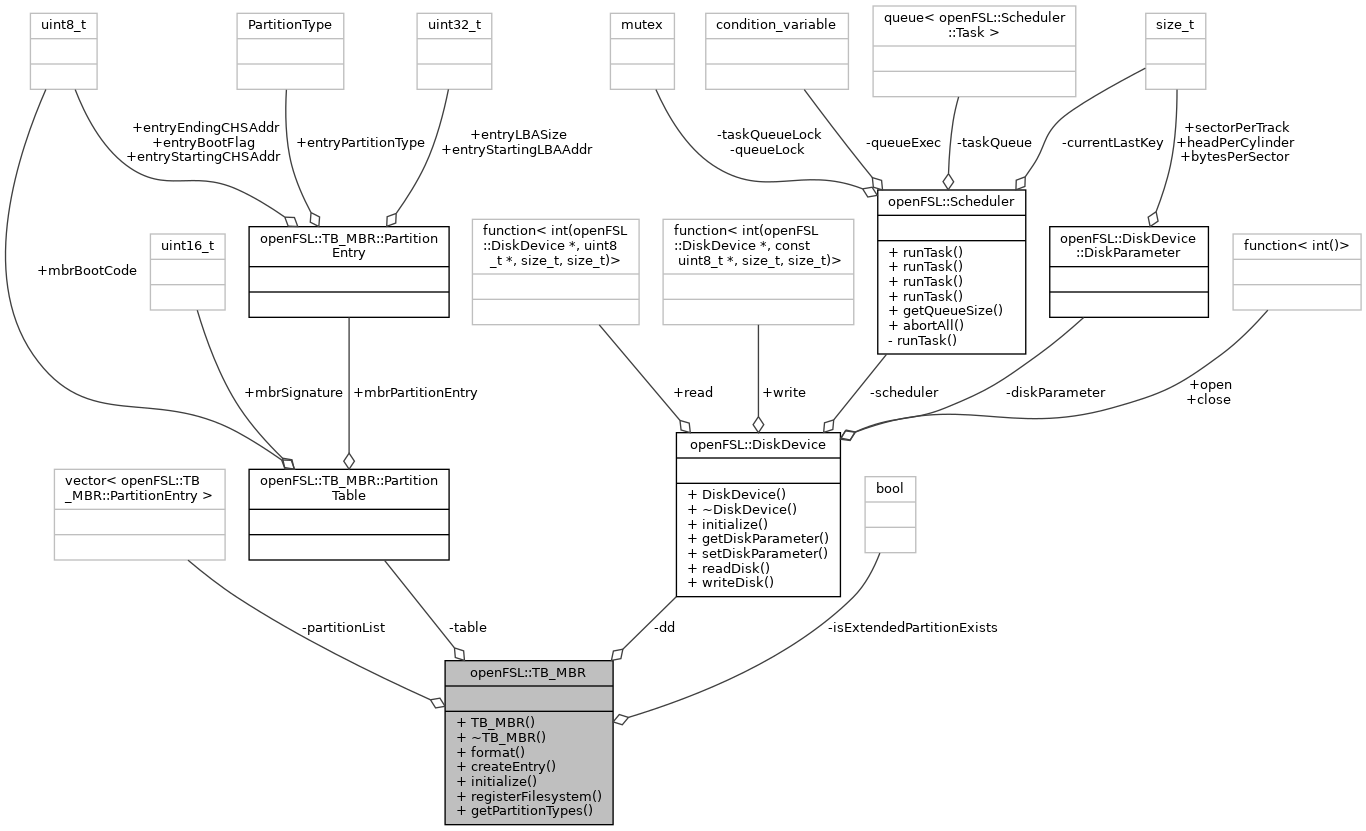 uint8_t
PartitionType
uint32_t
mutex
condition_variable
queue< openFSL::Scheduler
::Task >
size_t
+entryEndingCHSAddr
+entryBootFlag
+entryStartingCHSAddr
+entryPartitionType
+entryLBASize
+entryStartingLBAAddr
-taskQueueLock
-queueLock
-queueExec
-taskQueue
-currentLastKey
+sectorPerTrack
+headPerCylinder
+bytesPerSector
uint16_t
openFSL::TB_MBR::Partition
Entry
function< int(openFSL
::DiskDevice *, uint8
_t *, size_t, size_t)>
function< int(openFSL
::DiskDevice *, const
uint8_t *, size_t, size_t)>
openFSL::Scheduler
+ runTask()
+ runTask()
+ runTask()
+ runTask()
+ getQueueSize()
+ abortAll()
- runTask()
openFSL::DiskDevice
::DiskParameter
function< int()>
+mbrBootCode
+mbrSignature
+mbrPartitionEntry
+read
+write
-scheduler
-diskParameter
+open
+close
vector< openFSL::TB
_MBR::PartitionEntry >
openFSL::TB_MBR::Partition
Table
openFSL::DiskDevice
+ DiskDevice()
+ ~DiskDevice()
+ initialize()
+ getDiskParameter()
+ setDiskParameter()
+ readDisk()
+ writeDisk()
bool
-partitionList
-table
-dd
-isExtendedPartitionExists
openFSL::TB_MBR
+ TB_MBR()
+ ~TB_MBR()
+ format()
+ createEntry()
+ initialize()
+ registerFilesystem()
+ getPartitionTypes()